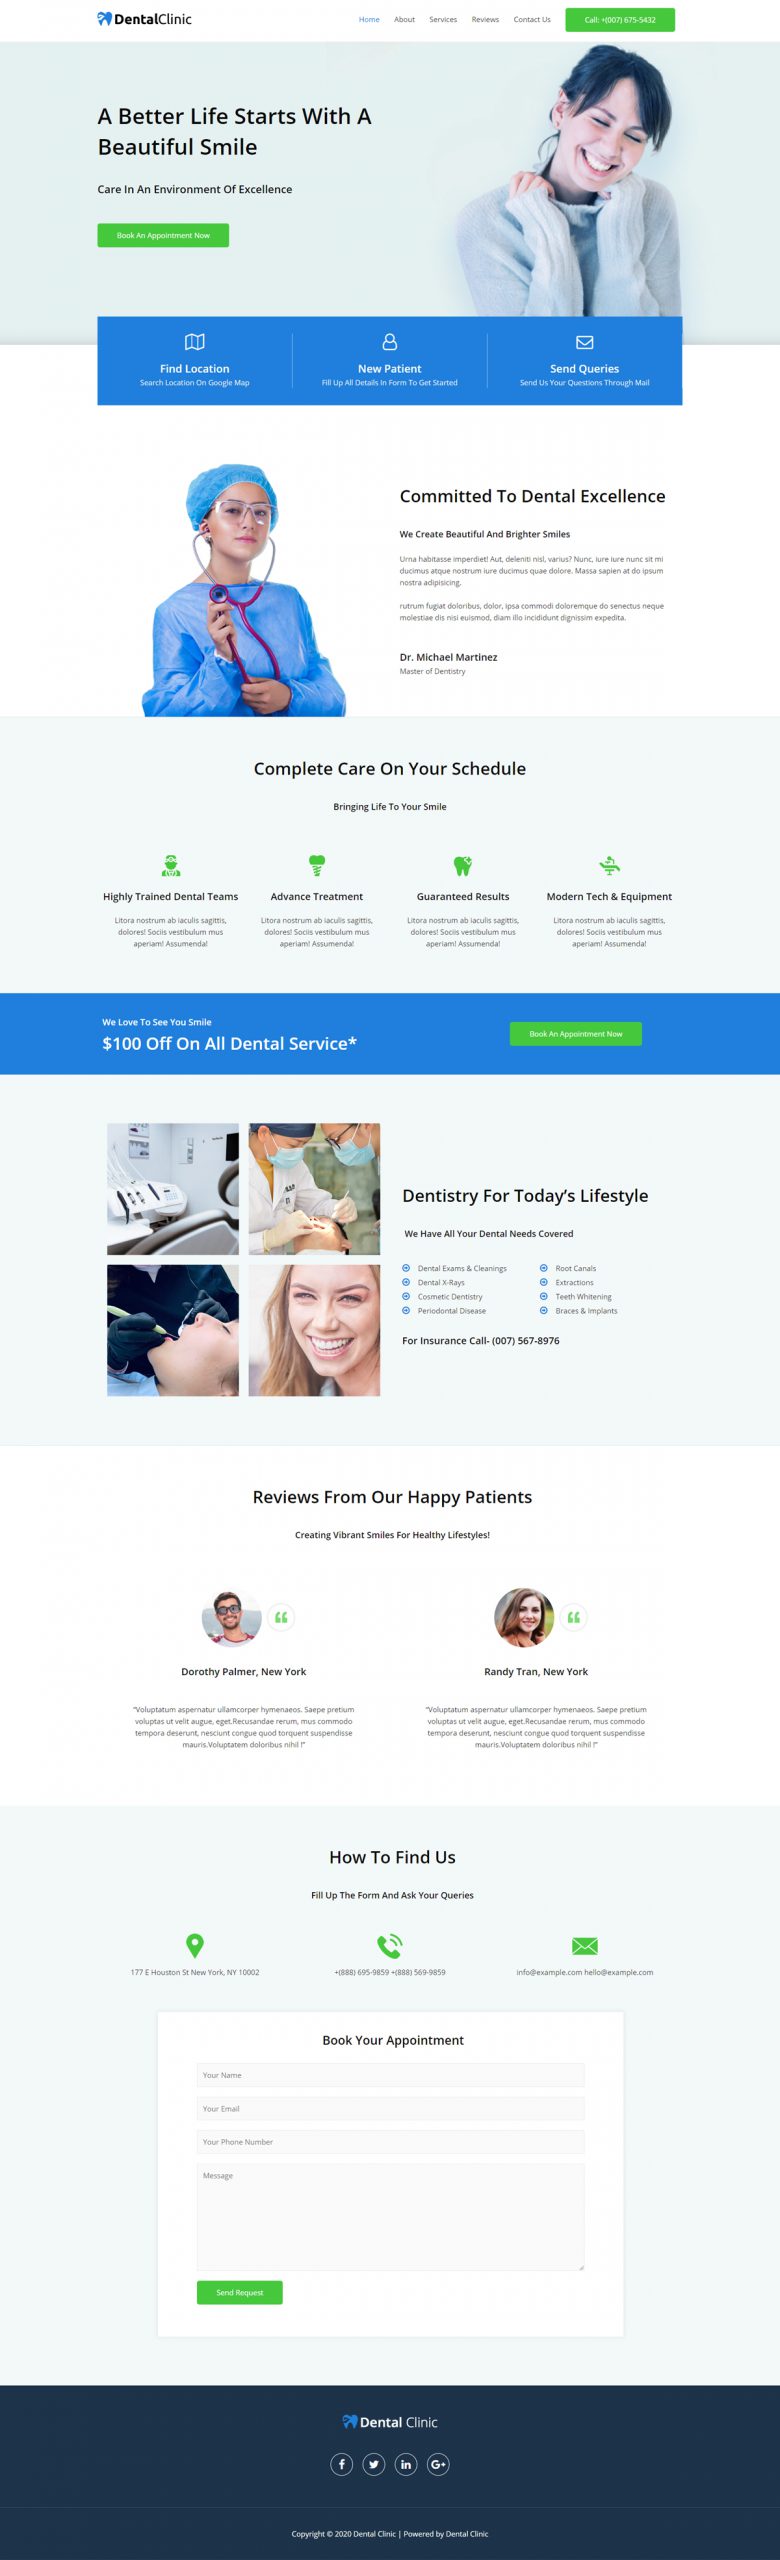 DentalClinic
Home About Services Reviews Contact Us Call: +(007) 675-5432
A Better Life Starts With A
Beautiful Smile
Care In An Environment Of Excellence
Book An Appointment Now
Find Location
Search Location On Google Map
New Patient
Fill Up All Details In Form To Get Started
Send Queries
Send Us Your Questions Through Mail
Committed To Dental Excellence
We Create Beautiful And Brighter Smiles
Urna habitasse imperdiet! Aut, deleniti nisl, varius? Nunc, iure iure nunc sit mi
ducimus atque nostrum iure ducimus quae dolore. Massa sapien at do ipsum
nostra adipisicing.
rutrum fugiat doloribus, dolor, ipsa commodi doloremque do senectus neque
molestiae dis nisi euismod, diam illo incididunt dignissim expedita.
Dr. Michael Martinez
Master of Dentistry
Complete Care On Your Schedule
Bringing Life To Your Smile
Highly Trained Dental Teams
Litora nostrum ab iaculis sagittis,
dolores! Sociis vestibulum mus
aperiam! Assumenda!
Advance Treatment
Litora nostrum ab iaculis sagittis,
dolores! Sociis vestibulum mus
aperiam! Assumenda!
Guaranteed Results
Litora nostrum ab iaculis sagittis,
dolores! Sociis vestibulum mus
aperiam! Assumenda!
Modern Tech & Equipment
Litora nostrum ab iaculis sagittis,
dolores! Sociis vestibulum mus
aperiam! Assumenda!
We Love To See You Smile
$100 Off On All Dental Service*
Book An Appointment Now
Dentistry For Today’s Lifestyle
We Have All Your Dental Needs Covered
Dental Exams & Cleanings
Dental X-Rays
Cosmetic Dentistry
Periodontal Disease
Root Canals
Extractions
Teeth Whitening
Braces & Implants
For Insurance Call- (007) 567-8976
Reviews From Our Happy Patients
Creating Vibrant Smiles For Healthy Lifestyles!
Dorothy Palmer, New York
“Voluptatum aspernatur ullamcorper hymenaeos. Saepe pretium
voluptas ut velit augue, eget.Recusandae rerum, mus commodo
tempora deserunt, nesciunt congue quod torquent suspendisse
mauris.Voluptatem doloribus nihil !”
Randy Tran, New York
“Voluptatum aspernatur ullamcorper hymenaeos. Saepe pretium
voluptas ut velit augue, eget.Recusandae rerum, mus commodo
tempora deserunt, nesciunt congue quod torquent suspendisse
mauris.Voluptatem doloribus nihil !”
How To Find Us
Fill Up The Form And Ask Your Queries
177 E Houston St New York, NY 10002
+(888) 695-9859 +(888) 569-9859
info@example.com hello@example.com
Book Your Appointment
Your Name
Your Email
Your Phone Number
Message
Send Request
Dental Clinic
Copyright © 2020 Dental Clinic | Powered by Dental Clinic